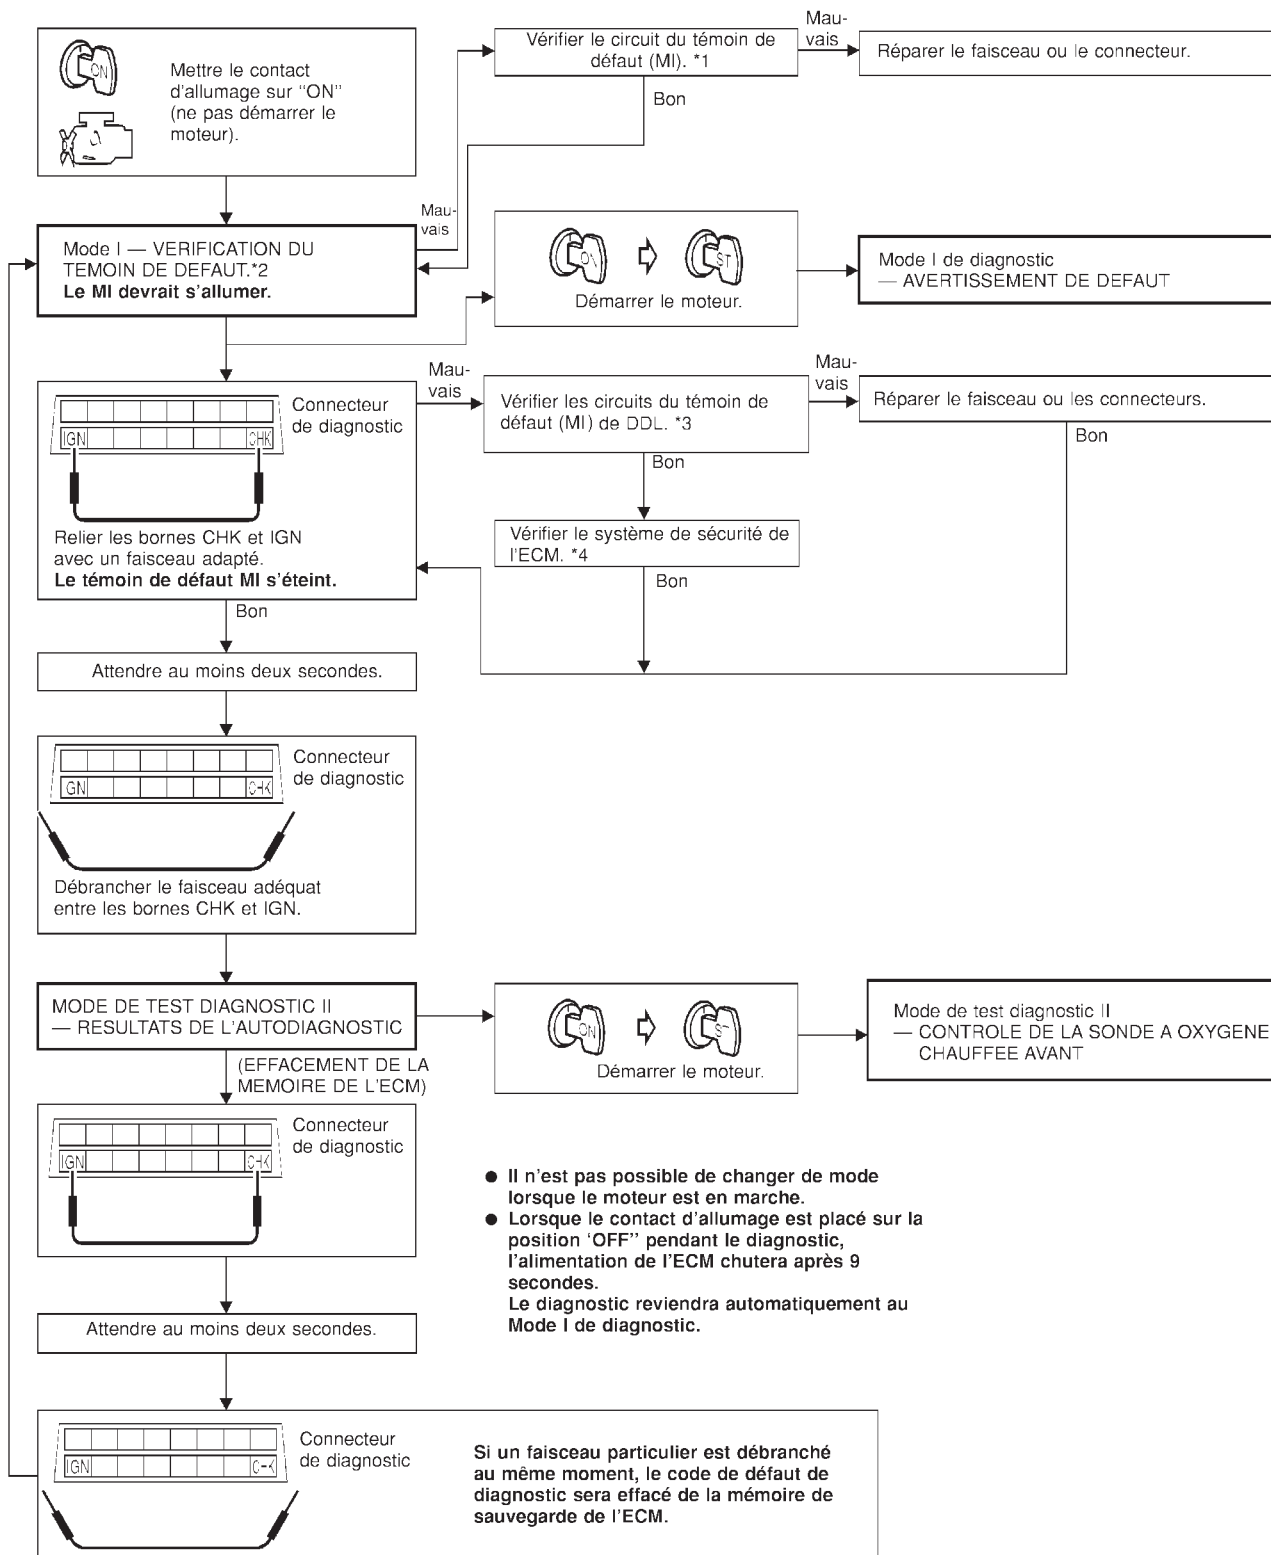 ON
Mettre le contact
d'allumage sur "ON"
(ne pas démarrer le
moteur).
Mau-
vais
Vérifier le circuit du témoin de
défaut (MI). *1
Mau-
vais
Réparer le faisceau ou le connecteur.
Bon
Mode I — VERIFICATION DU
TEMOIN DE DEFAUT.*2
Le MI devrait s'allumer.
ON
ST
Démarrer le moteur.
Mode I de diagnostic
— AVERTISSEMENT DE DEFAUT
IGN
CHK
Connecteur
de diagnostic
Relier les bornes CHK et IGN
avec un faisceau adapté.
Le témoin de défaut MI s'éteint.
Mau-
vais
Vérifier les circuits du témoin de
défaut (MI) de DDL. *3
Mau-
vais
Réparer le faisceau ou les connecteurs.
Bon
Bon
Vérifier le système de sécurité de
l'ECM. *4
Bon
Bon
Attendre au moins deux secondes.
IGN
CHK
Connecteur
de diagnostic
Débrancher le faisceau adéquat
entre les bornes CHK et IGN.
MODE DE TEST DIAGNOSTIC II
— RESULTATS DE L'AUTODIAGNOSTIC
ON
ST
Démarrer le moteur.
Mode de test diagnostic II
— CONTROLE DE LA SONDE A OXYGENE
CHAUFFEE AVANT
(EFFACEMENT DE LA
MEMOIRE DE L'ECM)
IGN
CHK
Connecteur
de diagnostic
● Il n'est pas possible de changer de mode
lorsque le moteur est en marche.
● Lorsque le contact d'allumage est placé sur la
position 'OFF" pendant le diagnostic,
l'alimentation de l'ECM chutera après 9
secondes.
Le diagnostic reviendra automatiquement au
Mode I de diagnostic.
Attendre au moins deux secondes.
IGN
CHK
Connecteur
de diagnostic
Si un faisceau particulier est débranché
au même moment, le code de défaut de
diagnostic sera effacé de la mémoire de
sauvegarde de l'ECM.